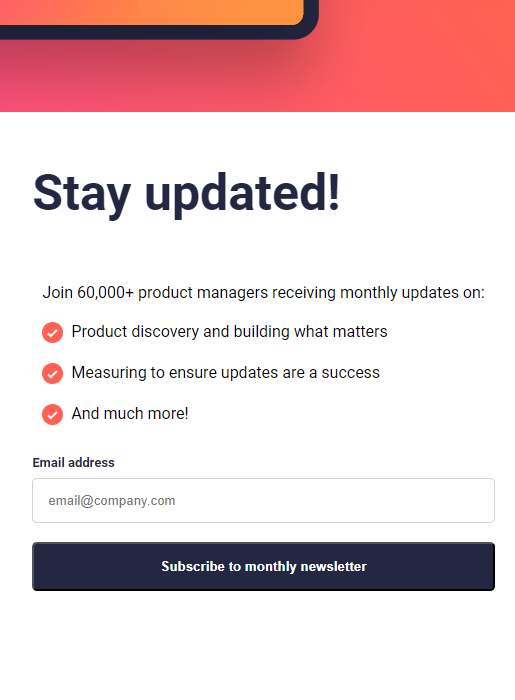 Stay updated!
Join 60,000+ product managers receiving monthly updates on:
Product discovery and building what matters
Measuring to ensure updates are a success
And much more!
Email address
email@company.com
Subscribe to monthly newsletter